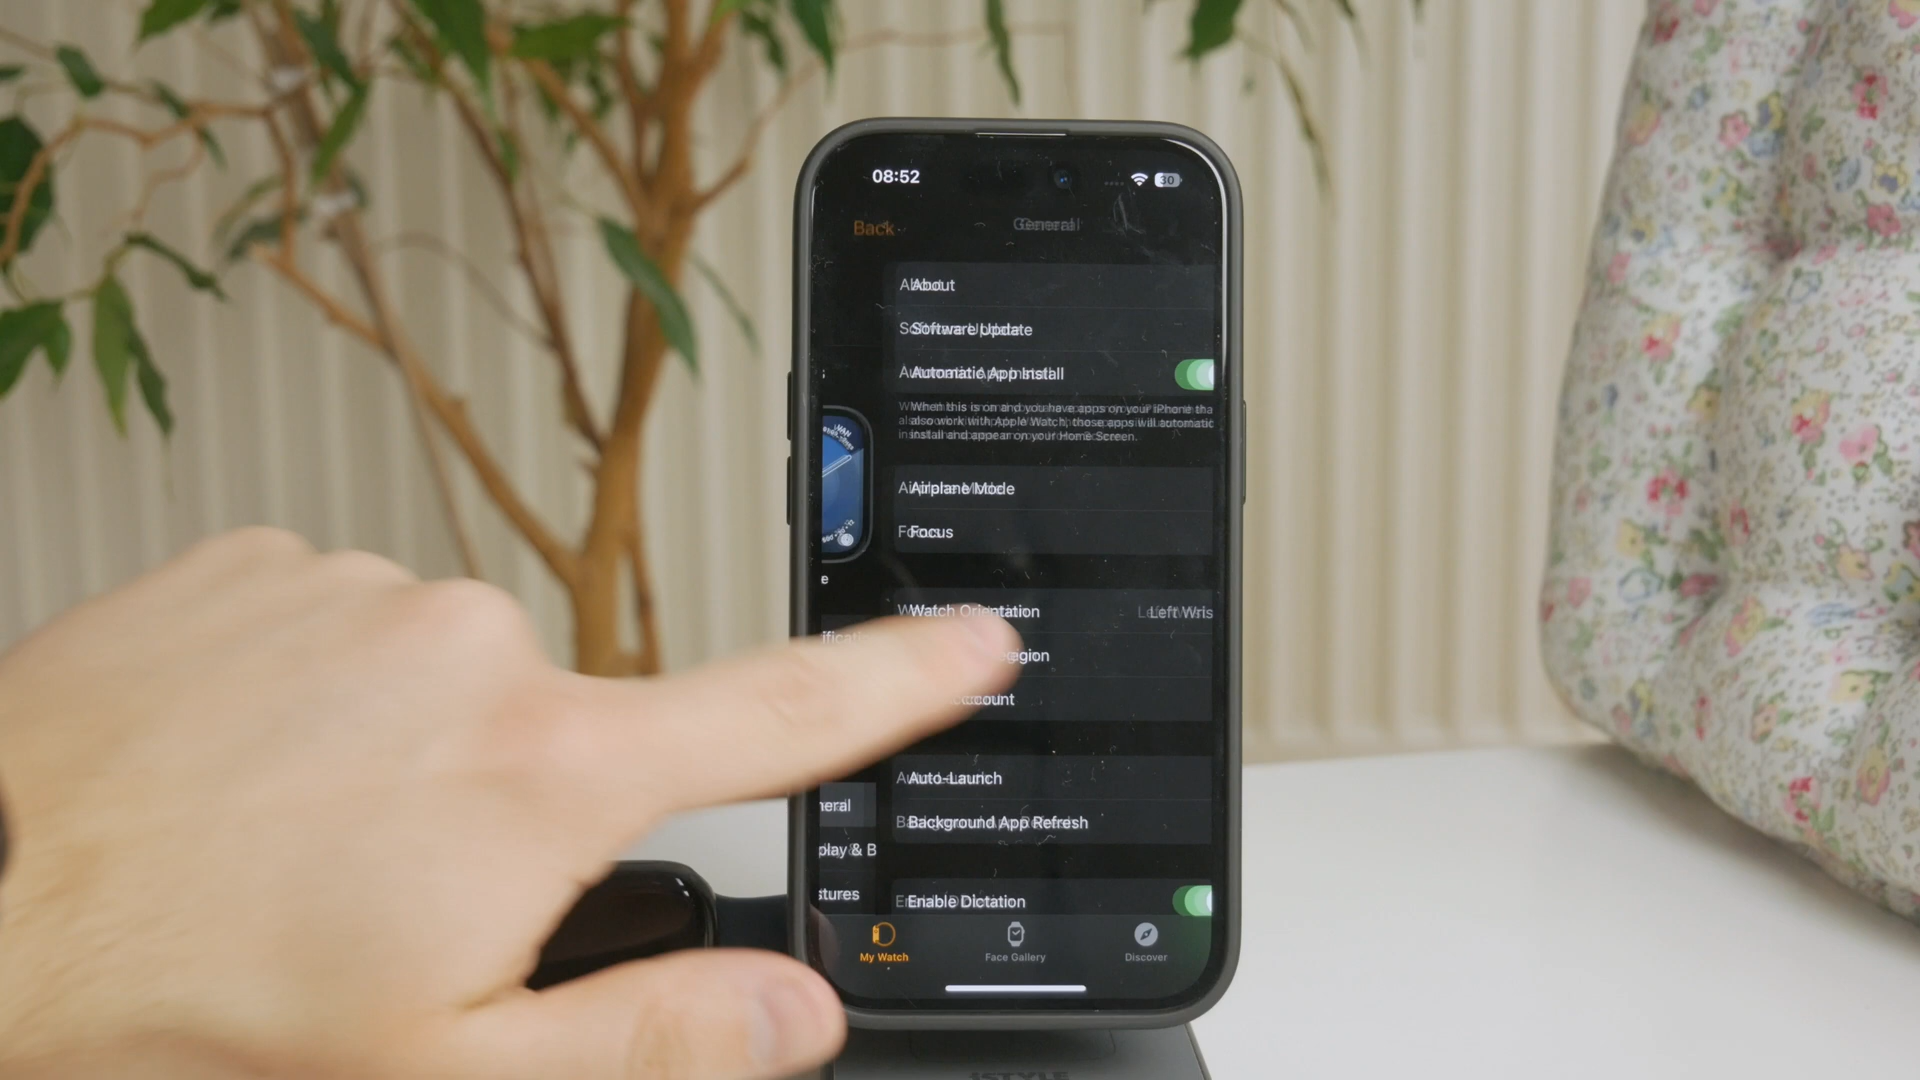 08:52
30
Back
General
About
Software Update
Automatic App Install
When this is on and you have apps on your iPhone tha
also work with Apple Watch, those apps will automatic
install and appear on your Home Screen.
Airplane Mode
Focus
e
Watch Orientation
Left Wris
ificatio
egion
ccount
Auto-Launch
neral
Background App Refresh
play & B
stures
Enable Dictation
My Watch
Face Gallery
Discover
iSTYLE